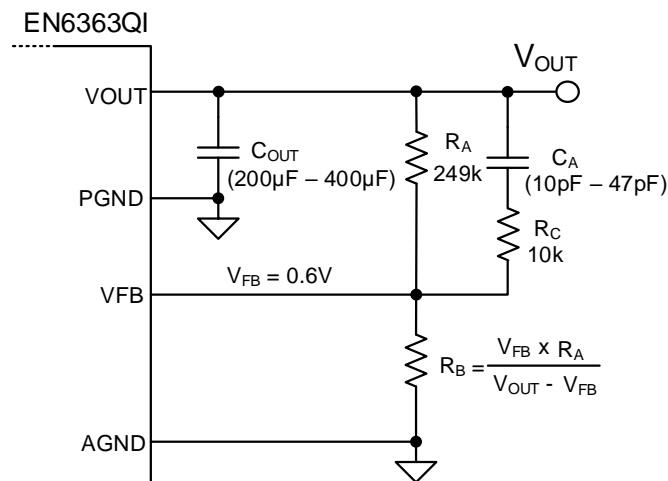 EN6363QI
VOUT
VOUT
COUT
(200µF – 400µF)
RA
249k
CA
(10pF – 47pF)
PGND
RC
10k
VFB = 0.6V
VFB
RB = VFB x RA
VOUT - VFB
AGND